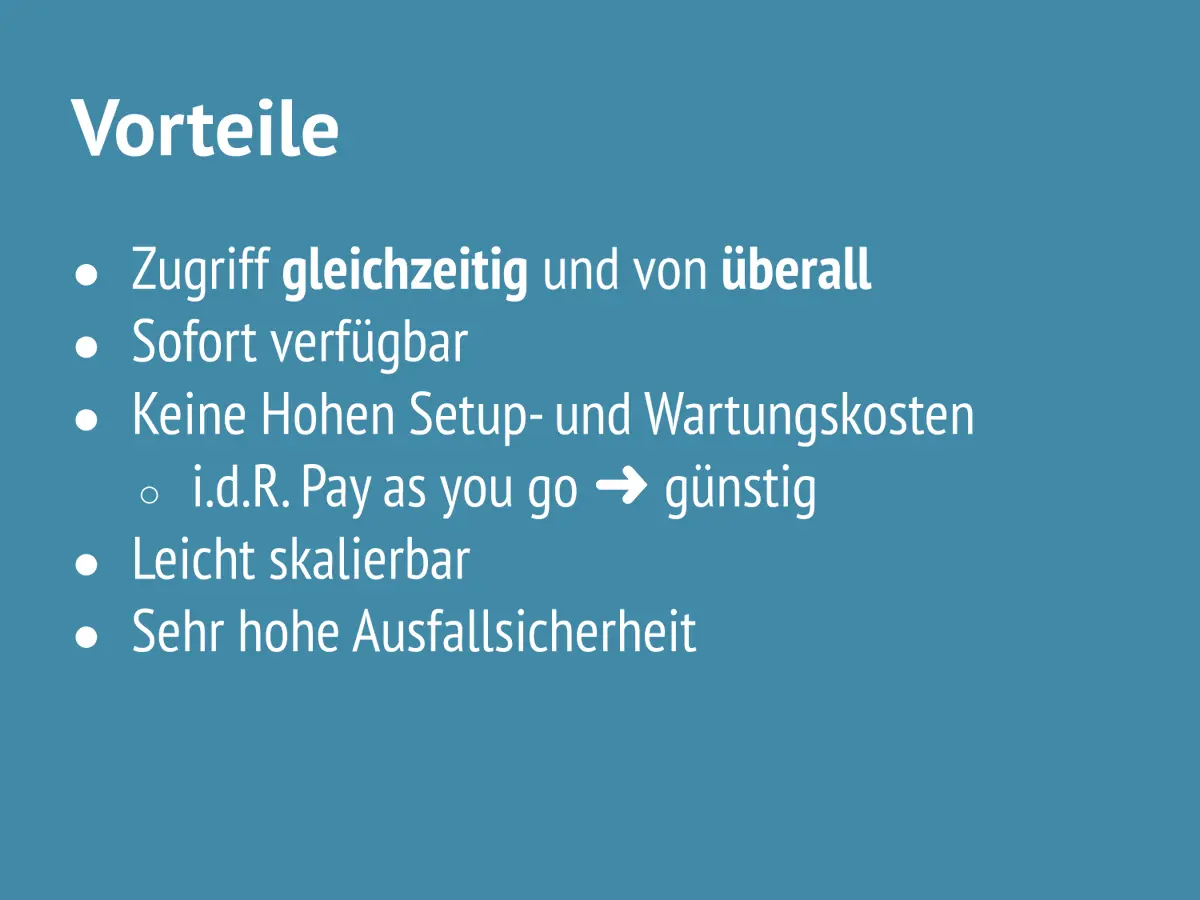 Vorteile
● Zugriff gleichzeitig und von überall
● Sofort verfügbar
● Keine Hohen Setup- und Wartungskosten
○ i.d.R. Pay as you go ➜ günstig
● Leicht skalierbar
● Sehr hohe Ausfallsicherheit